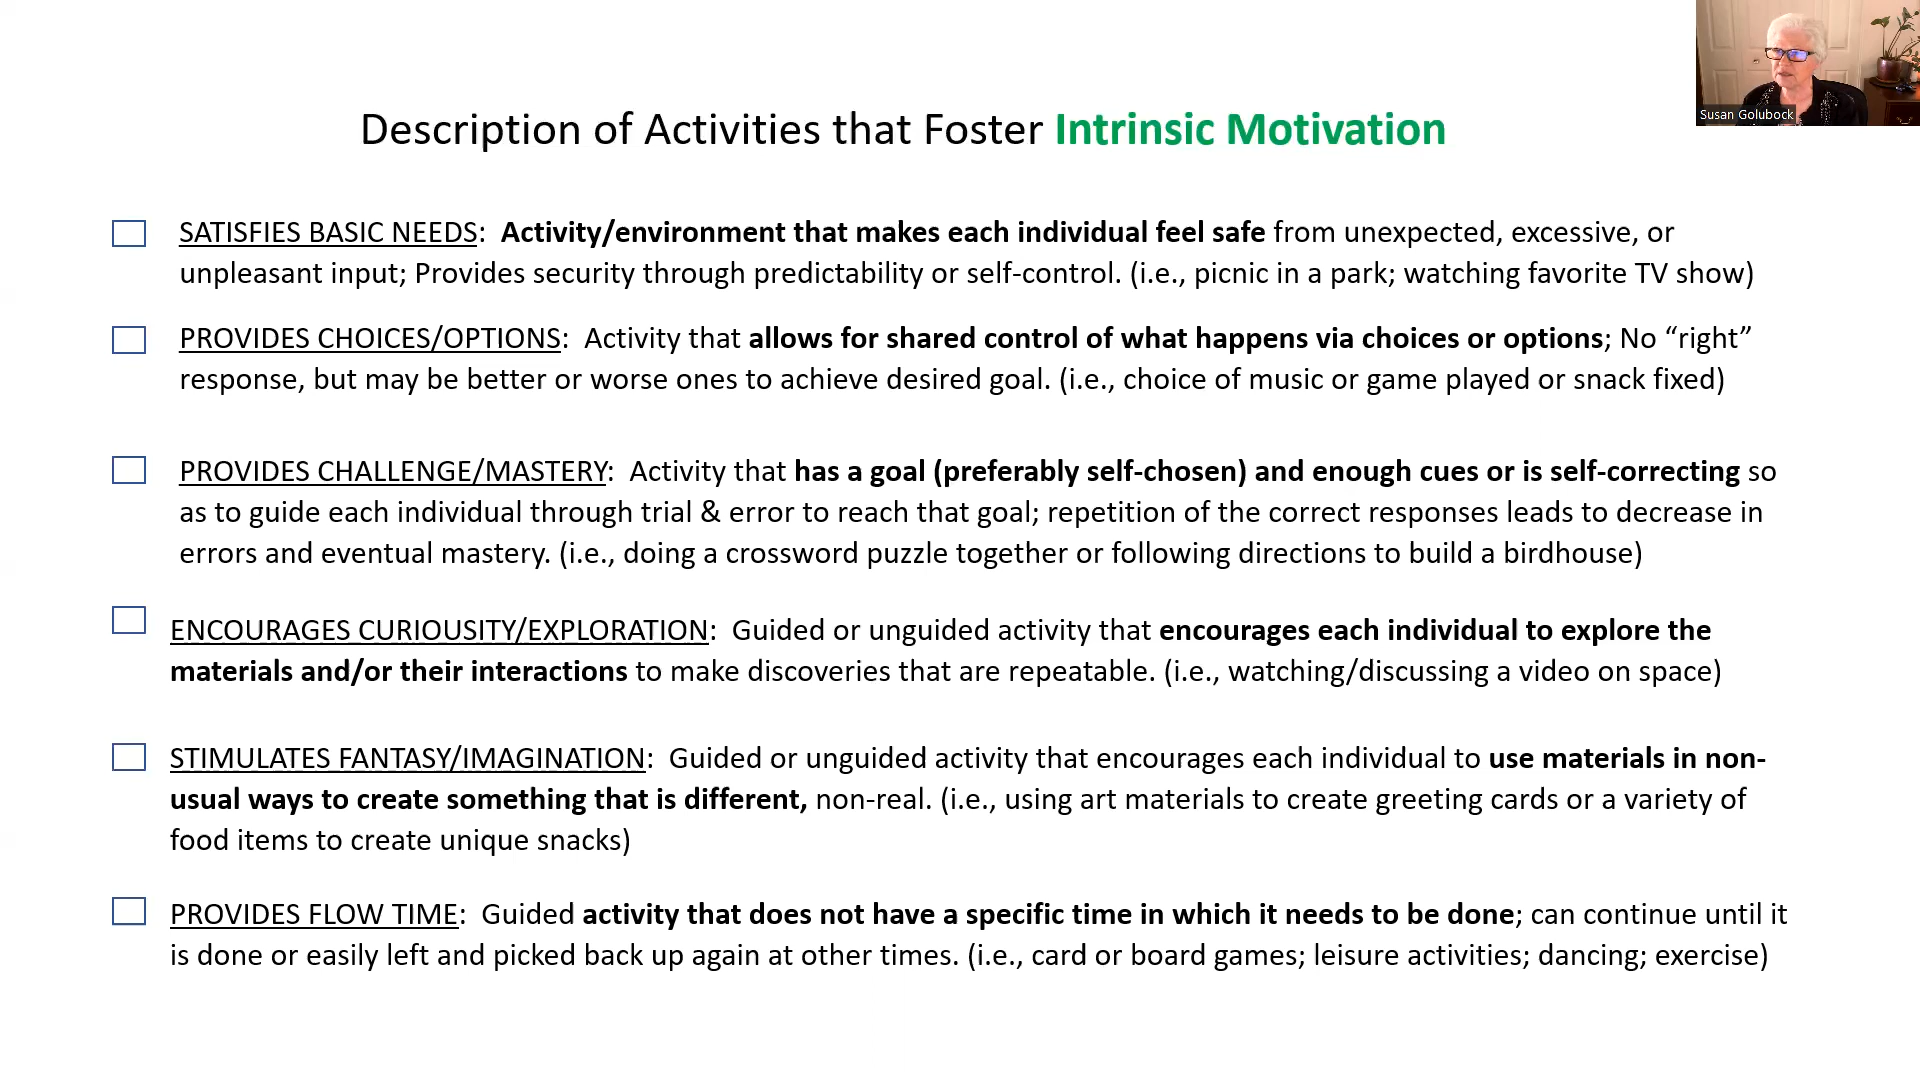 Susan Golubock
Description of Activities that Foster Intrinsic Motivation
SATISFIES BASIC NEEDS: Activity/environment that makes each individual feel safe from unexpected, excessive, or
unpleasant input; Provides security through predictability or self-control. (i.e., picnic in a park; watching favorite TV show)
PROVIDES CHOICES/OPTIONS: Activity that allows for shared control of what happens via choices or options; No “right”
response, but may be better or worse ones to achieve desired goal. (i.e., choice of music or game played or snack fixed)
PROVIDES CHALLENGE/MASTERY: Activity that has a goal (preferably self-chosen) and enough cues or is self-correcting so
as to guide each individual through trial & error to reach that goal; repetition of the correct responses leads to decrease in
errors and eventual mastery. (i.e., doing a crossword puzzle together or following directions to build a birdhouse)
ENCOURAGES CURIOUSITY/EXPLORATION: Guided or unguided activity that encourages each individual to explore the
materials and/or their interactions to make discoveries that are repeatable. (i.e., watching/discussing a video on space)
STIMULATES FANTASY/IMAGINATION: Guided or unguided activity that encourages each individual to use materials in non-
usual ways to create something that is different, non-real. (i.e., using art materials to create greeting cards or a variety of
food items to create unique snacks)
PROVIDES FLOW TIME: Guided activity that does not have a specific time in which it needs to be done; can continue until it
is done or easily left and picked back up again at other times. (i.e., card or board games; leisure activities; dancing; exercise)